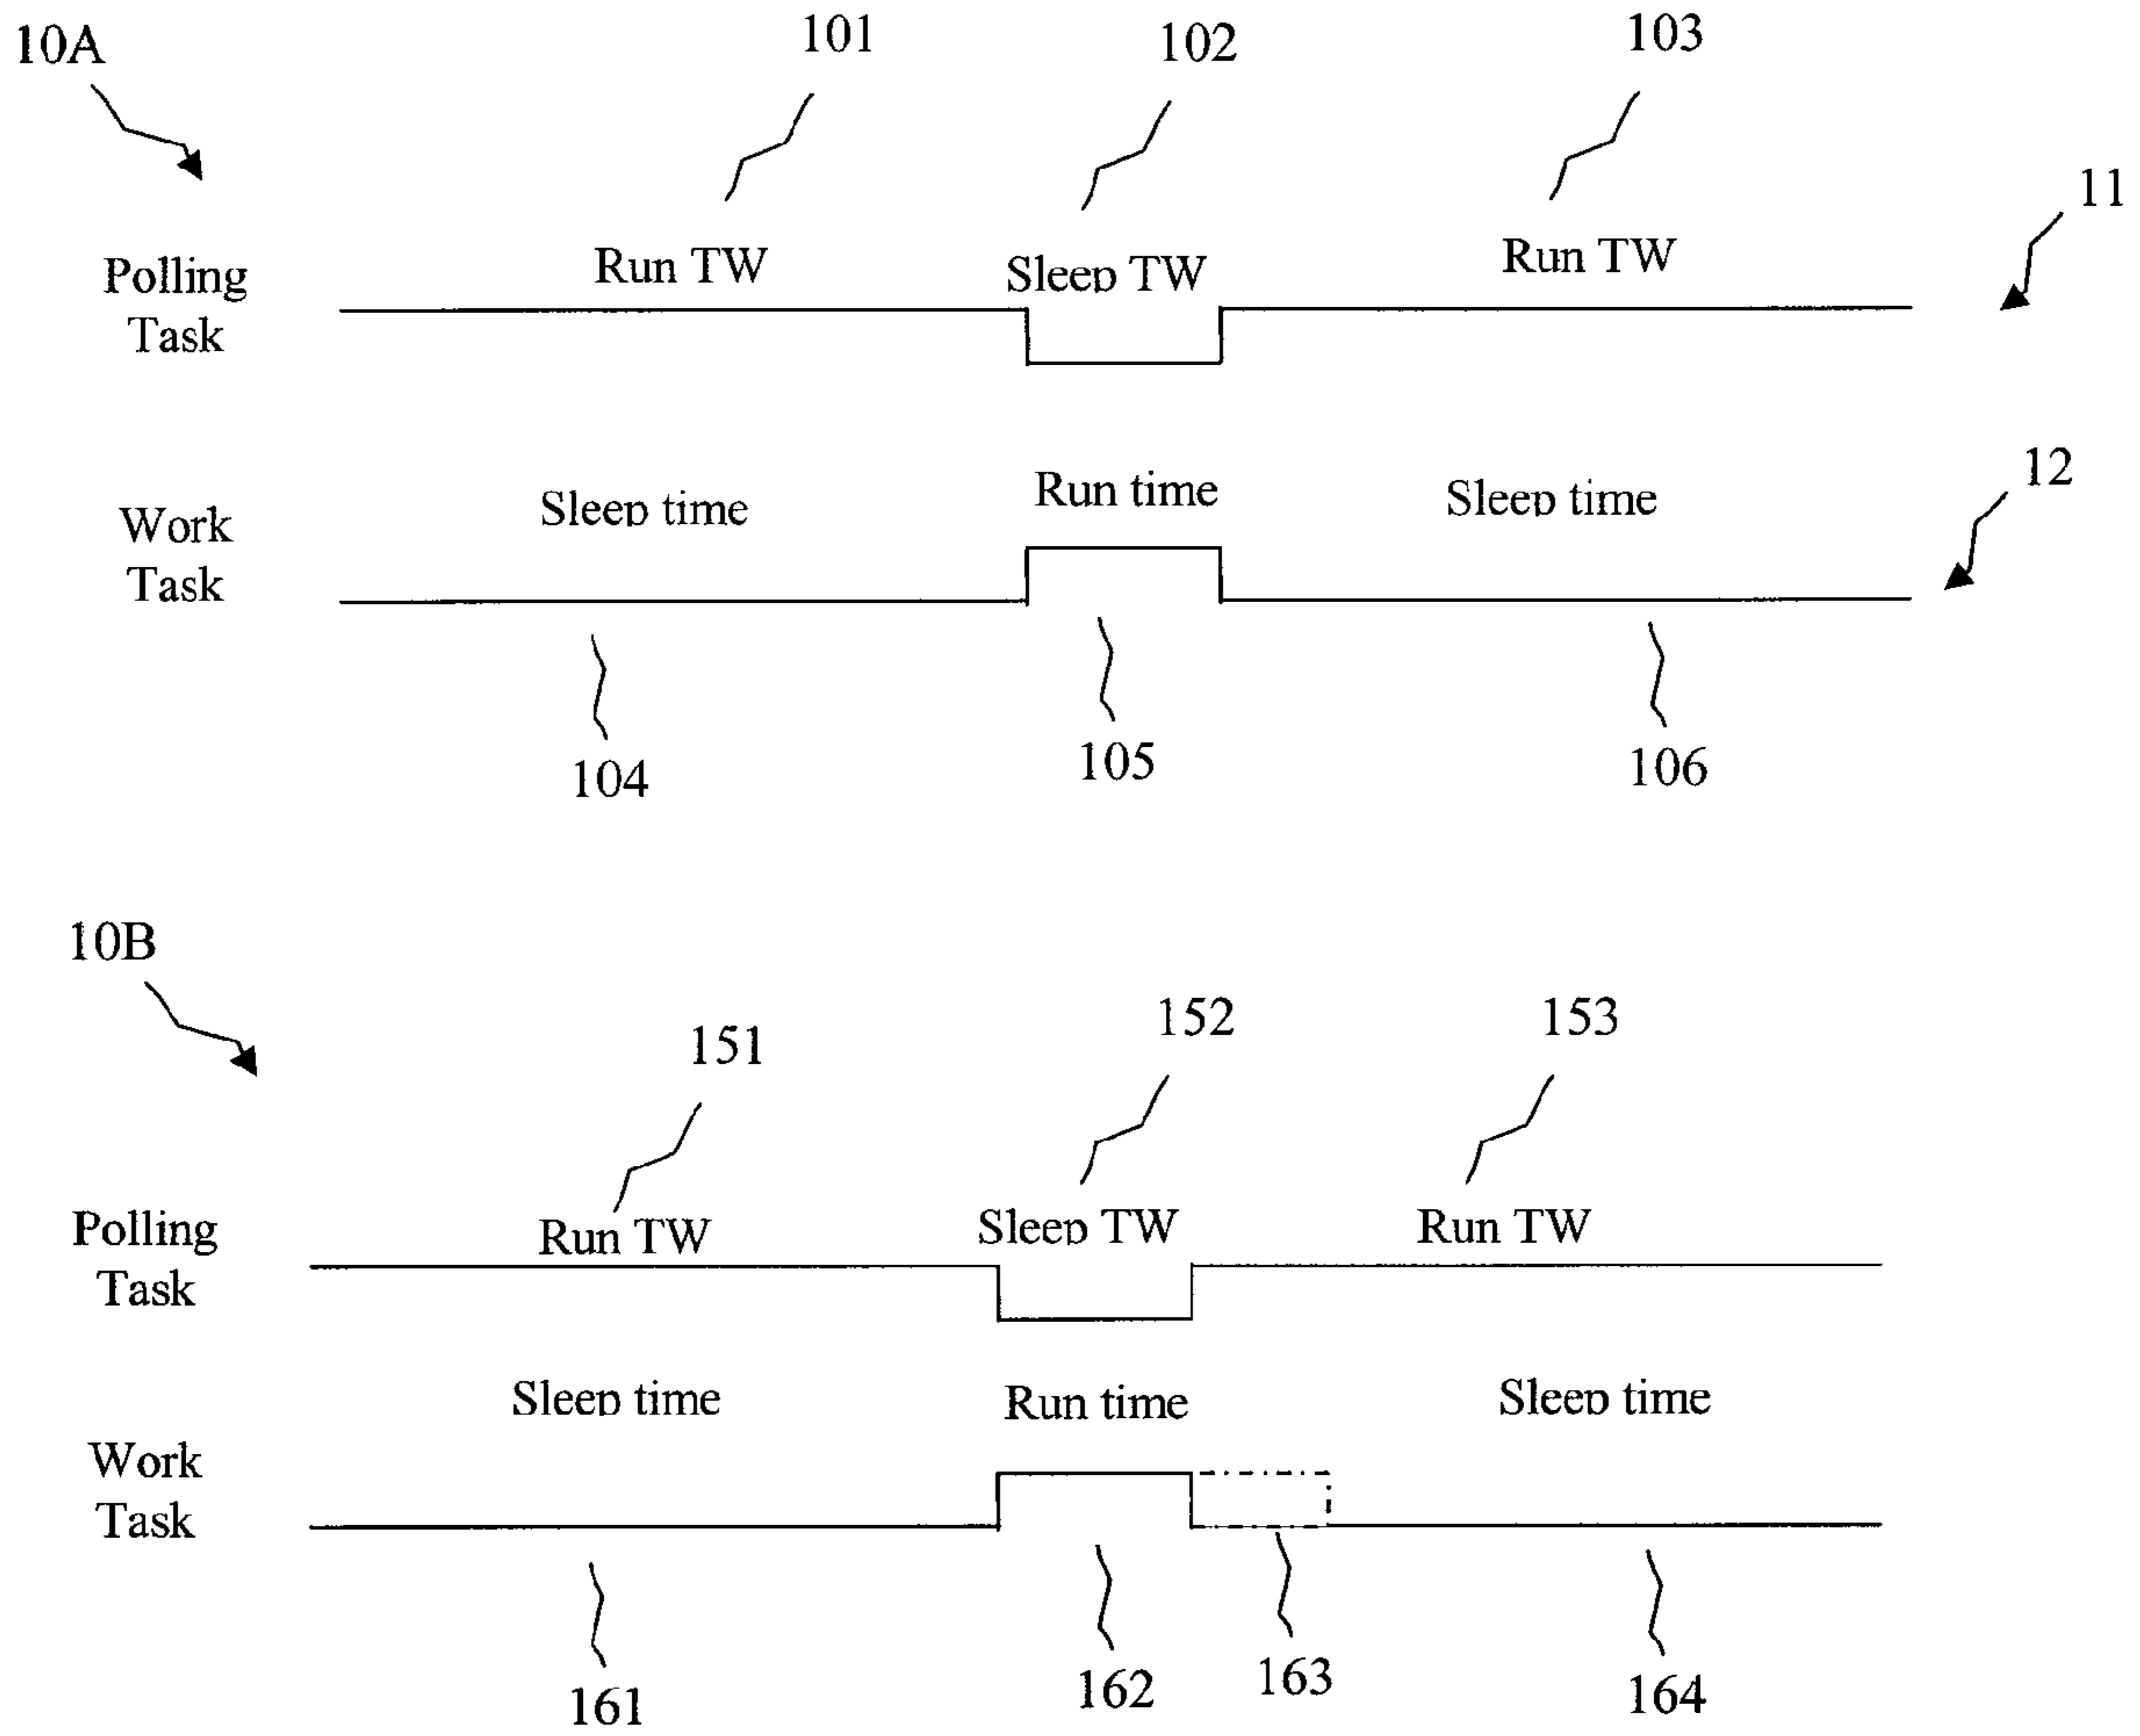 10A
101
102
103
11
Run TW
Sleep TW
Run TW
Polling
Task
12
Sleep time
Run time
Sleep time
Work
Task
104
105
106
10B
151
152
153
Polling
Task
Run TW
Sleep TW
Run TW
Sleep time
Run time
Sleep time
Work
Task
161
162
163
164